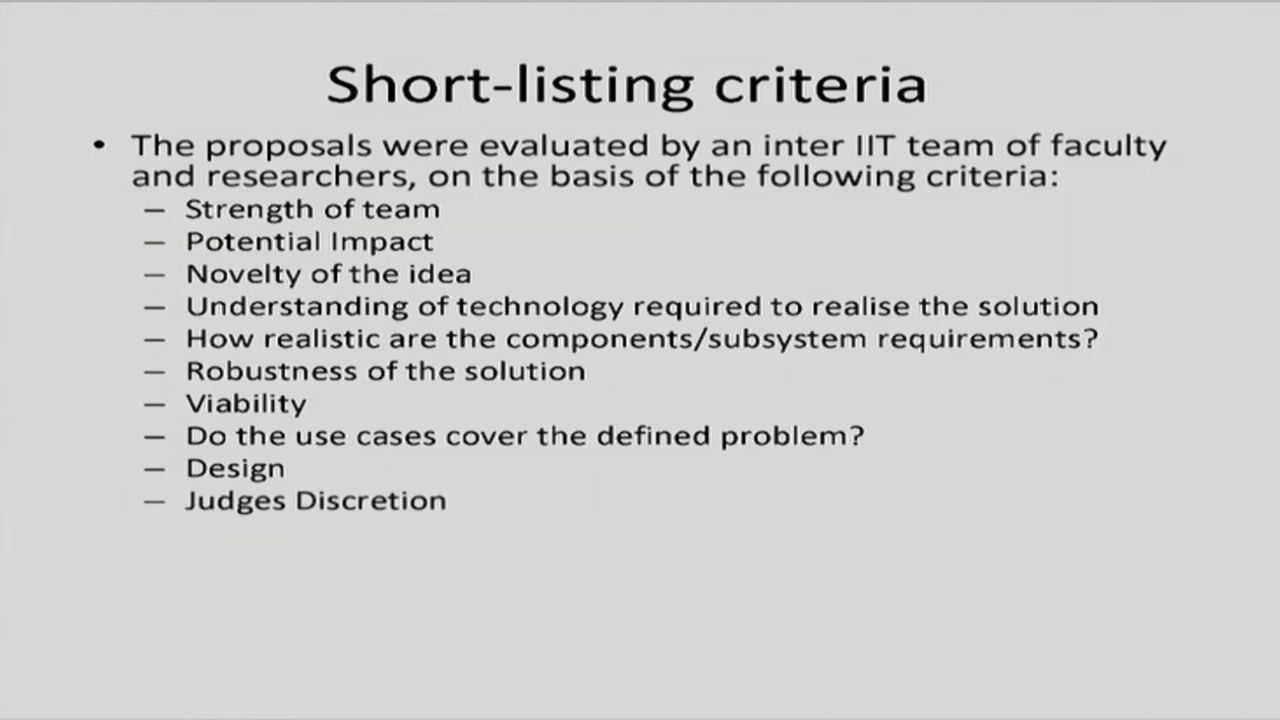 Short-listing criteria
• The proposals were evaluated by an inter IIT team of faculty
and researchers, on the basis of the following criteria:
– Strength of team
– Potential Impact
– Novelty of the idea
– Understanding of technology required to realise the solution
– How realistic are the components/subsystem requirements?
– Robustness of the solution
– Viability
– Do the use cases cover the defined problem?
– Design
– Judges Discretion